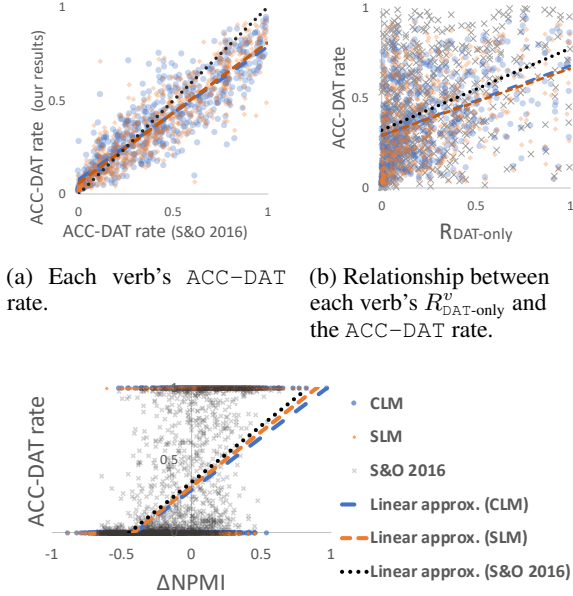 ACC-DAT rate (our results)
1
0.5
0
0 0.5 1
ACC-DAT rate (S&O 2016)
ACC-DAT rate
1
0.5
0
0 0.5 1
RDAT-only
(a) Each verb's ACC-DAT
rate.
(b) Relationship between
each verb's R^v_DAT-only and
the ACC-DAT rate.
ACC-DAT rate
1
0.5
-1 -0.5 0 0.5 1
ΔNPMI
CLM
SLM
S&O 2016
Linear approx. (CLM)
Linear approx. (SLM)
Linear approx. (S&O 2016)